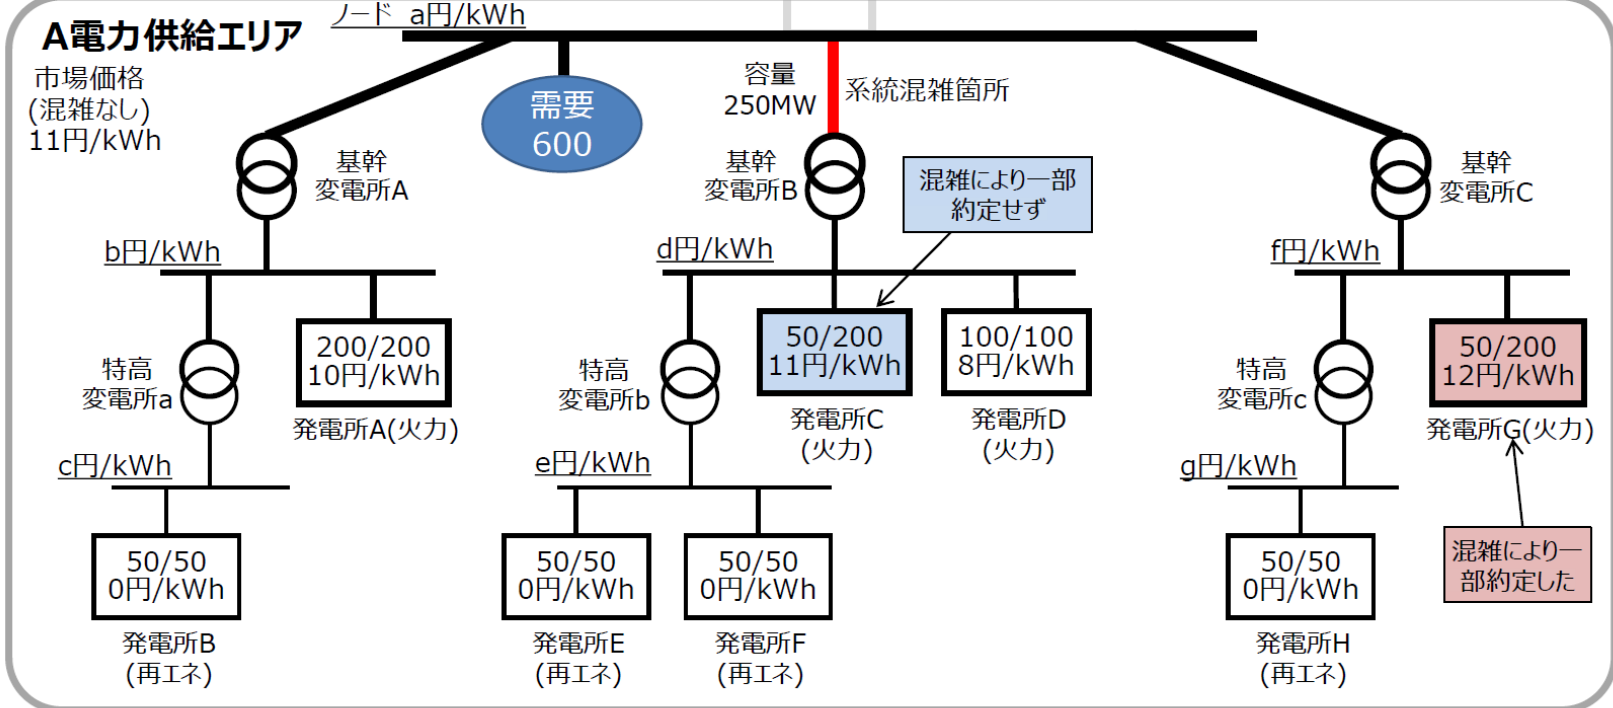 ノード a円/kWh
A電力供給エリア
市場価格
(混雑なし)
11円/kWh
需要
600
容量
250MW
系統混雑箇所
基幹
変電所A
基幹
変電所B
混雑により一部
約定せず
基幹
変電所C
b円/kWh
d円/kWh
f円/kWh
200/200
10円/kWh
50/200
11円/kWh
100/100
8円/kWh
50/200
12円/kWh
特高
変電所a
発電所A(火力)
特高
変電所b
発電所C
(火力)
発電所D
(火力)
特高
変電所c
発電所G(火力)
c円/kWh
e円/kWh
g円/kWh
50/50
0円/kWh
50/50
0円/kWh
50/50
0円/kWh
50/50
0円/kWh
混雑により一
部約定した
発電所B
(再エネ)
発電所E
(再エネ)
発電所F
(再エネ)
発電所H
(再エネ)